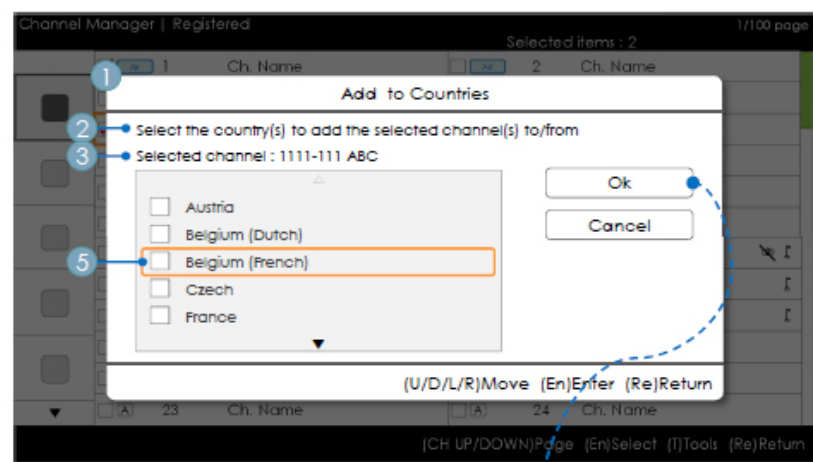 Channel Manager | Registered
1/100 page
Selected items : 2
Air 1 Ch. Name Air 2 Ch. Name
1
Add to Countries
2 Select the country(s) to add the selected channel(s) to/from
3 Selected channel : 1111-111 ABC
Ok
Austria
Cancel
Belgium (Dutch)
5 Belgium (French)
Czech
France
(U/D/L/R)Move (En)Enter (Re)Return
A 23 Ch. Name A 24 Ch. Name
(CH UP/DOWN)Page (En)Select (T)Tools (Re)Return